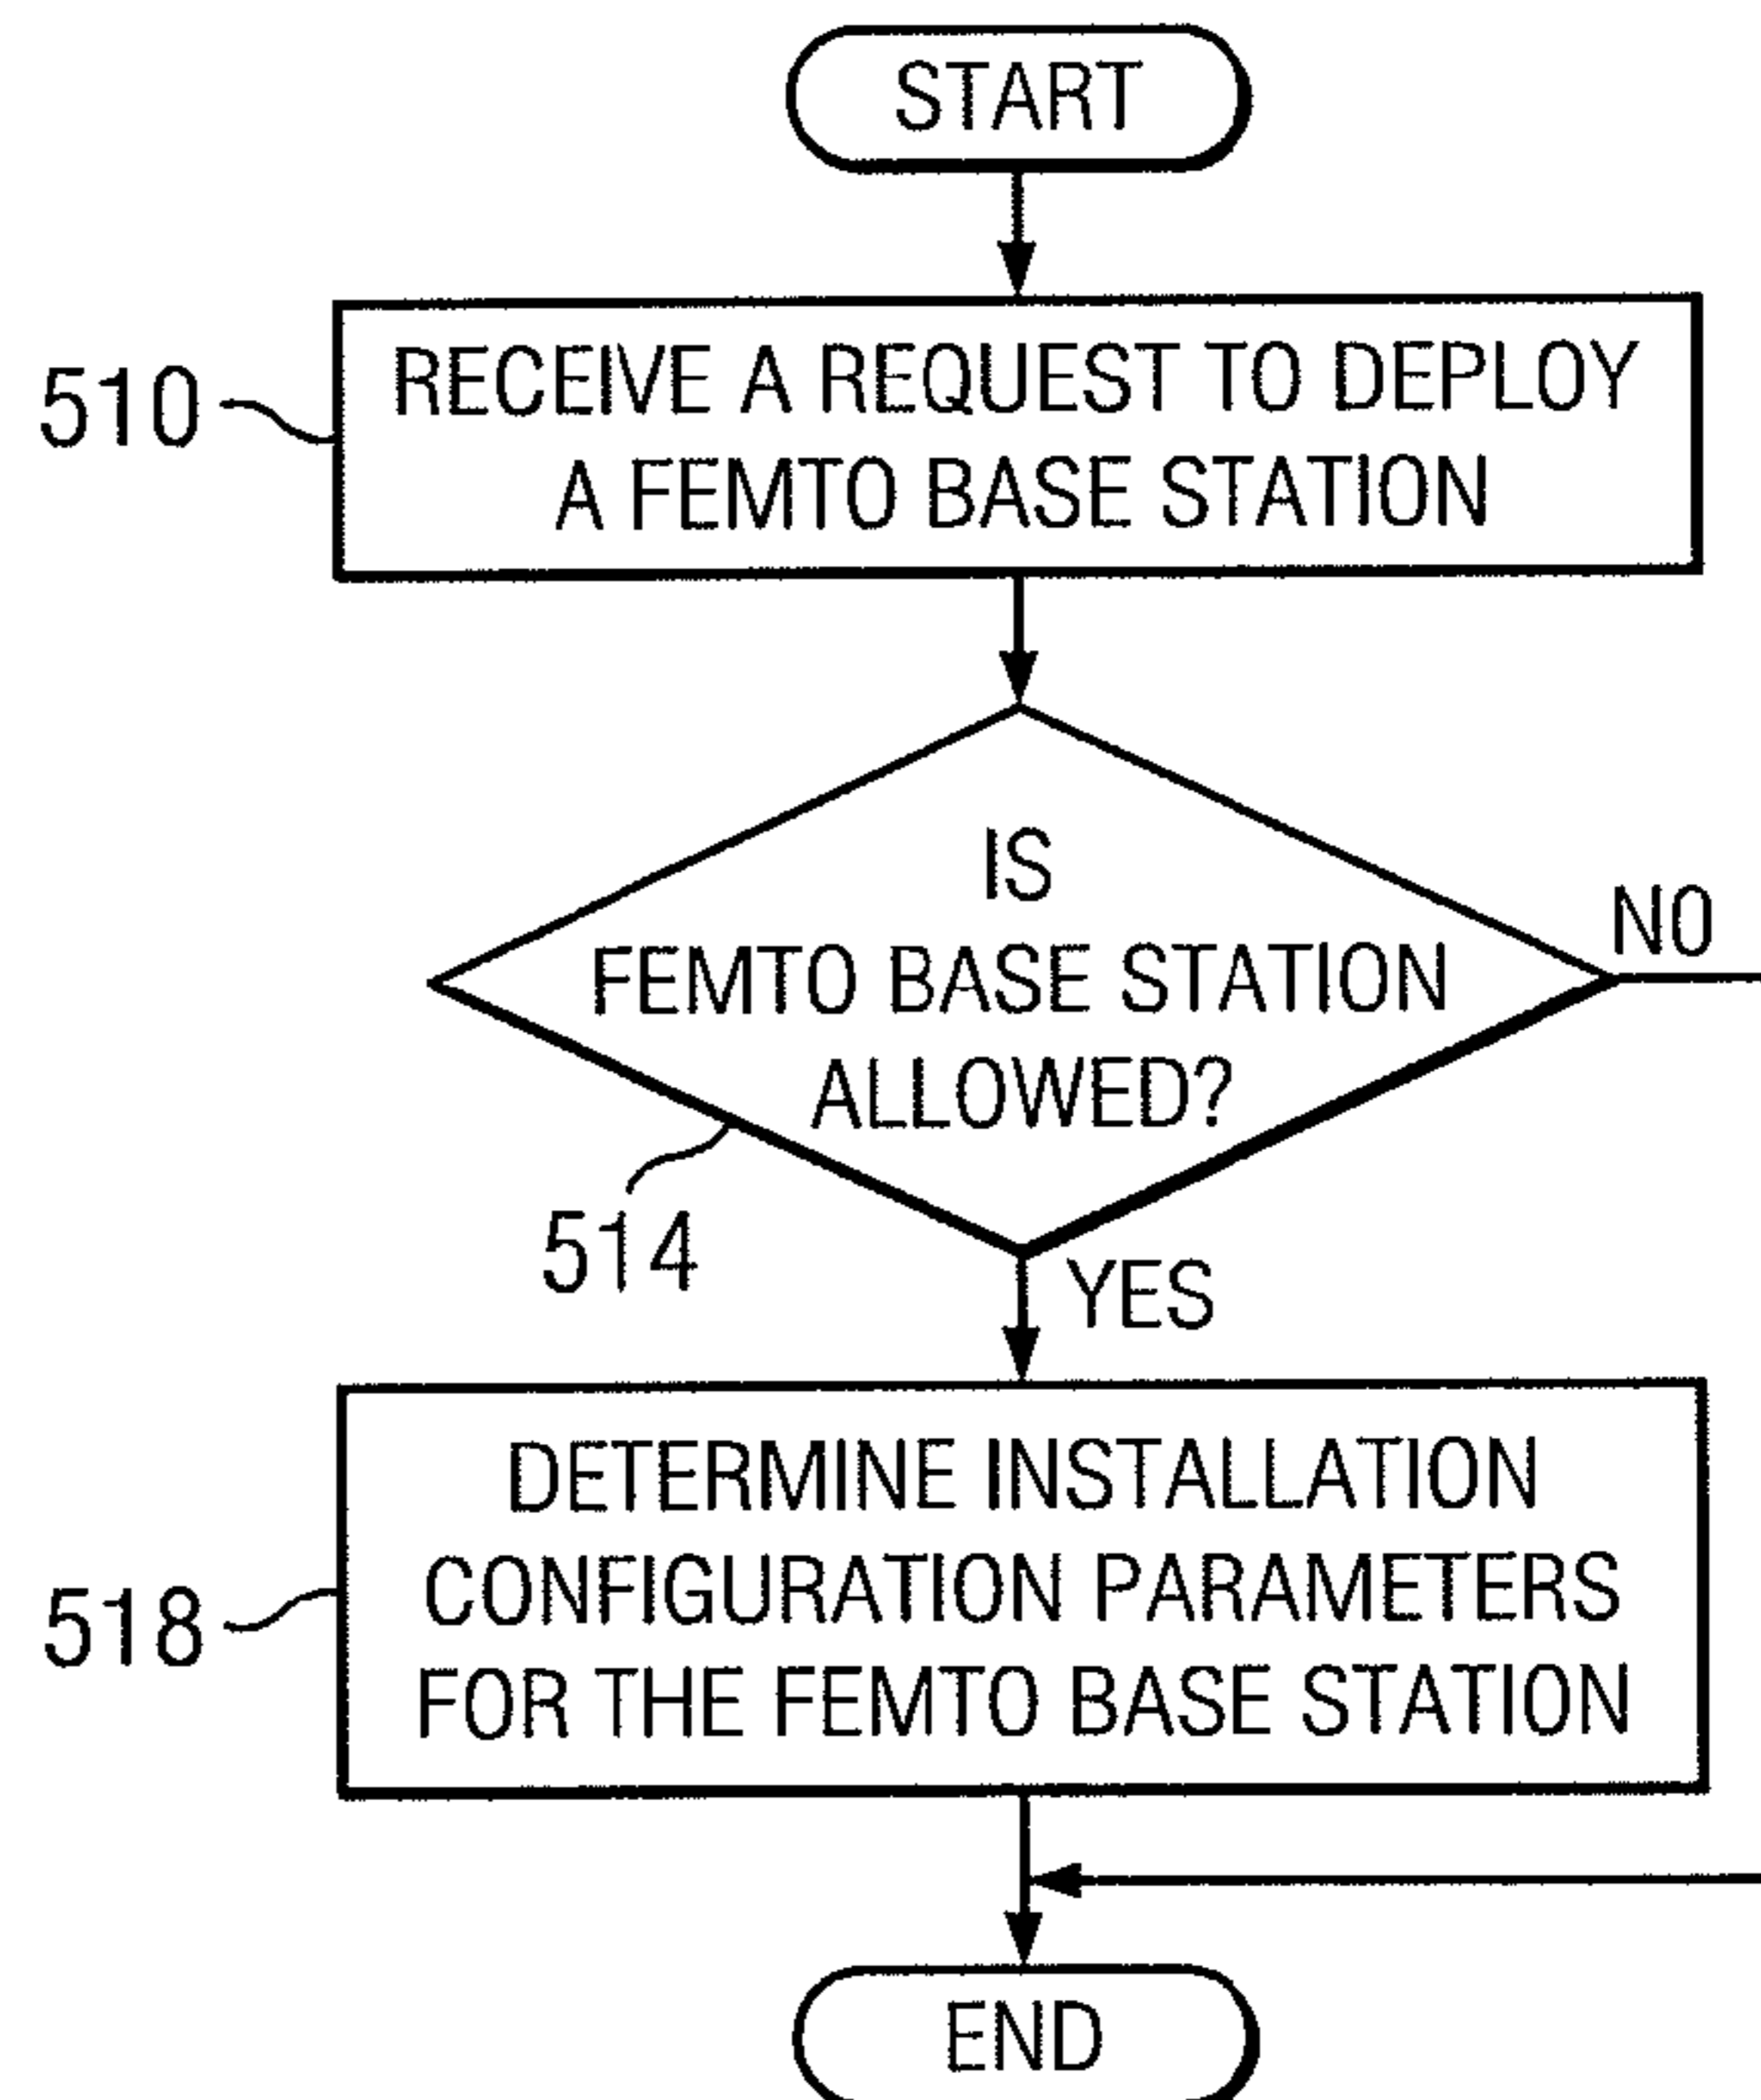 START
510
RECEIVE A REQUEST TO DEPLOY
A FEMTO BASE STATION
IS
FEMTO BASE STATION
ALLOWED?
NO
514
YES
518
DETERMINE INSTALLATION
CONFIGURATION PARAMETERS
FOR THE FEMTO BASE STATION
END